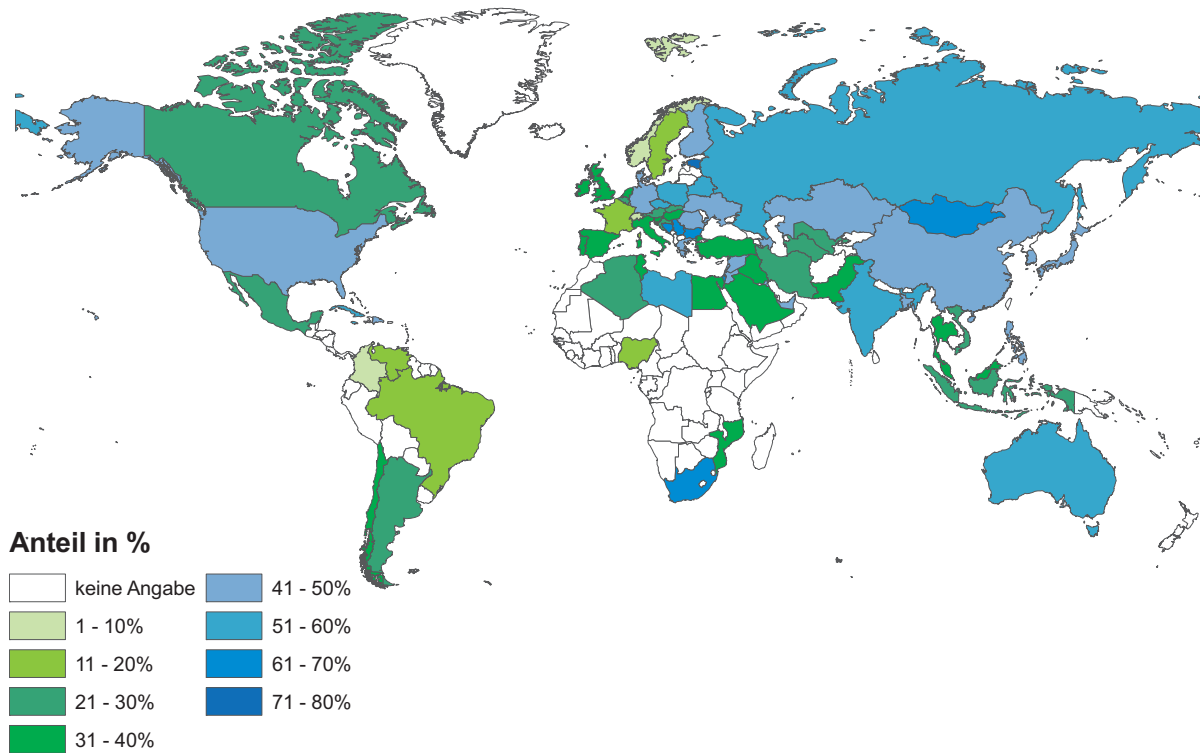 Anteil in %
keine Angabe
1 - 10%
11 - 20%
21 - 30%
31 - 40%
41 - 50%
51 - 60%
61 - 70%
71 - 80%